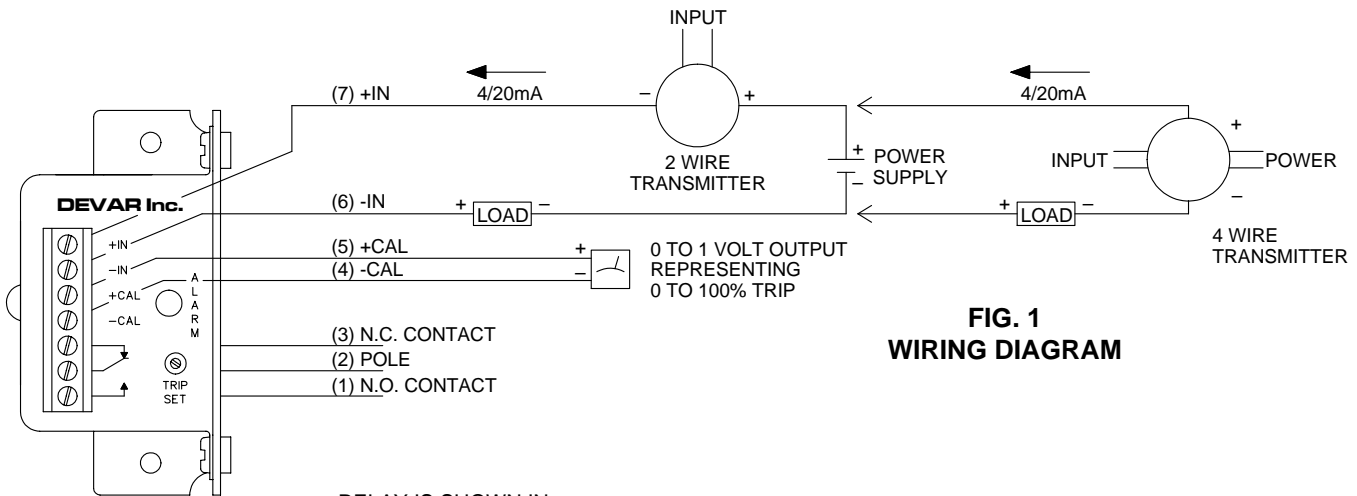 INPUT
(7) +IN
4/20mA
4/20mA
–
+
+
INPUT
POWER
+
POWER
SUPPLY
–
2 WIRE
TRANSMITTER
–
DEVAR Inc.
(6) -IN
+
LOAD
–
+
LOAD
–
4 WIRE
TRANSMITTER
+IN
-IN
+CAL
-CAL
ALARM
TRIP
SET
(5) +CAL
(4) -CAL
+
–
0 TO 1 VOLT OUTPUT
REPRESENTING
0 TO 100% TRIP
(3) N.C. CONTACT
(2) POLE
(1) N.O. CONTACT
FIG. 1
WIRING DIAGRAM